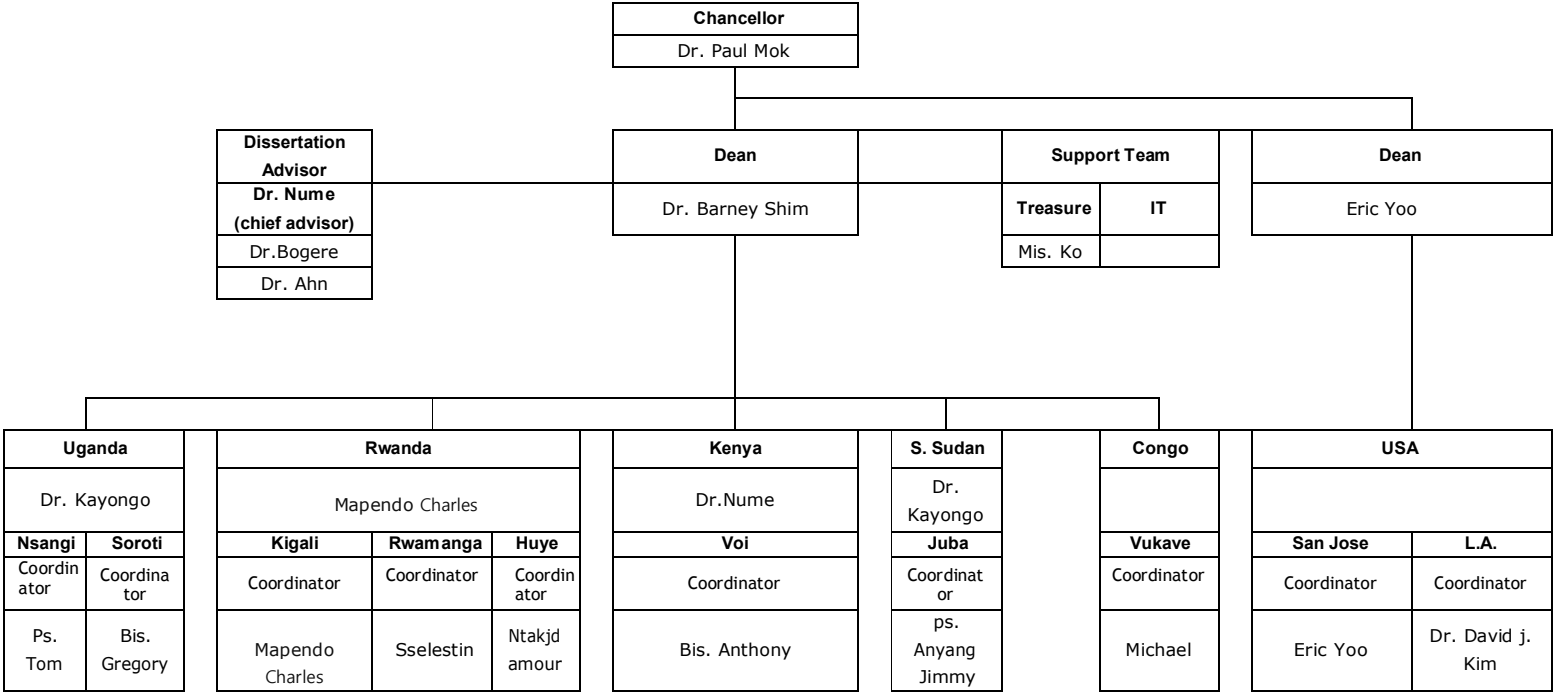 Chancellor
Dr. Paul Mok
Dissertation
Advisor
Dr. Nume
(chief advisor)
Dr.Bogere
Dr. Ahn
Dean
Dr. Barney Shim
Support Team
Treasure
IT
Mis. Ko
Dean
Eric Yoo
Uganda
Dr. Kayongo
Nsangi
Soroti
Coordin
ator
Coordina
tor
Ps.
Tom
Bis.
Gregory
Rwanda
Mapendo Charles
Kigali
Rwamanga
Huye
Coordinator
Coordinator
Coordin
ator
Mapendo
Charles
Sselestin
Ntakjd
amour
Kenya
Dr.Nume
Voi
Coordinator
Bis. Anthony
S. Sudan
Dr.
Kayongo
Juba
Coordinat
or
ps.
Anyang
Jimmy
Congo
Vukave
Coordinator
Michael
USA
San Jose
L.A.
Coordinator
Coordinator
Eric Yoo
Dr. David j.
Kim